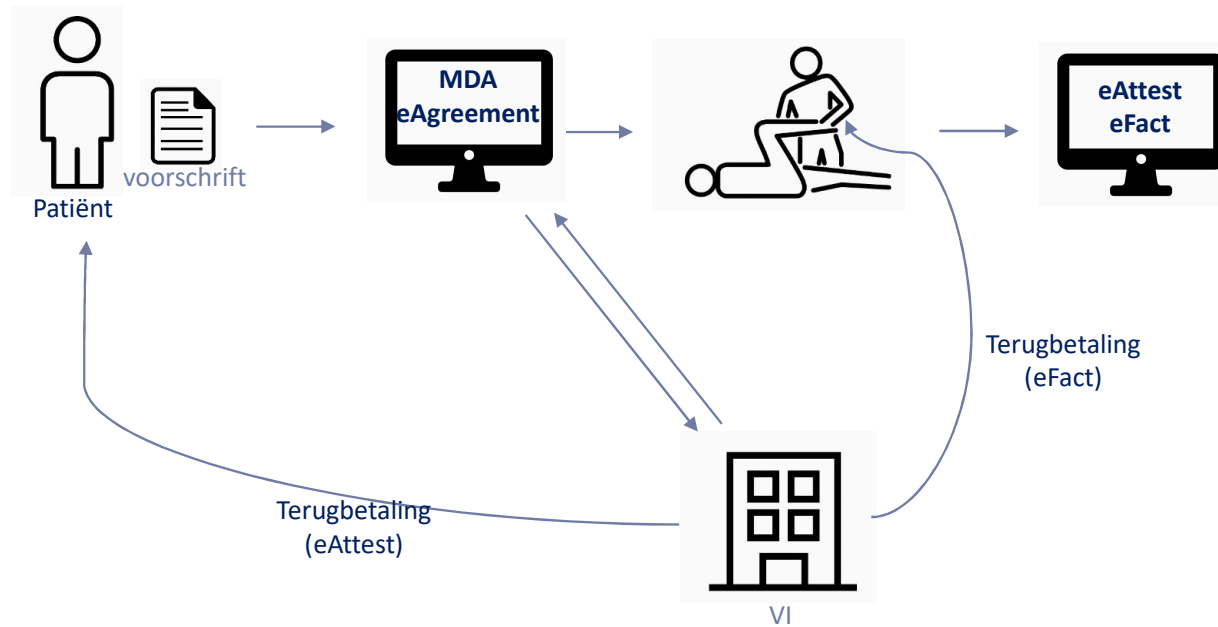 MDA
eAgreement
eAttest
eFact
voorschrift
Patiënt
Terugbetaling
(eFact)
Terugbetaling
(eAttest)
VI